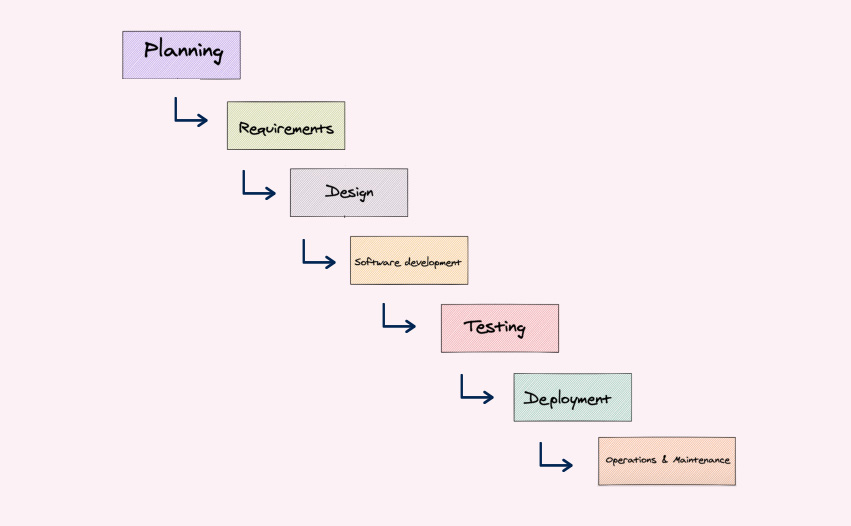 Planning
Requirements
Design
Software development
Testing
Deployment
Operations & Maintenance